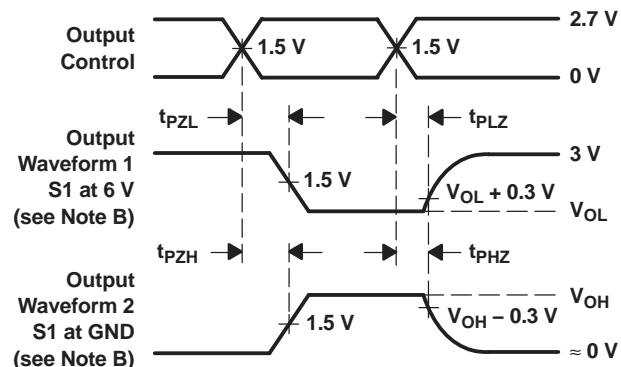 Output
Control
1.5 V
1.5 V
2.7 V
0 V
tPZL
tPLZ
Output
Waveform 1
S1 at 6 V
(see Note B)
1.5 V
3 V
VOL + 0.3 V
VOL
tPZH
tPHZ
Output
Waveform 2
S1 at GND
(see Note B)
1.5 V
VOH
VOH − 0.3 V
≈ 0 V